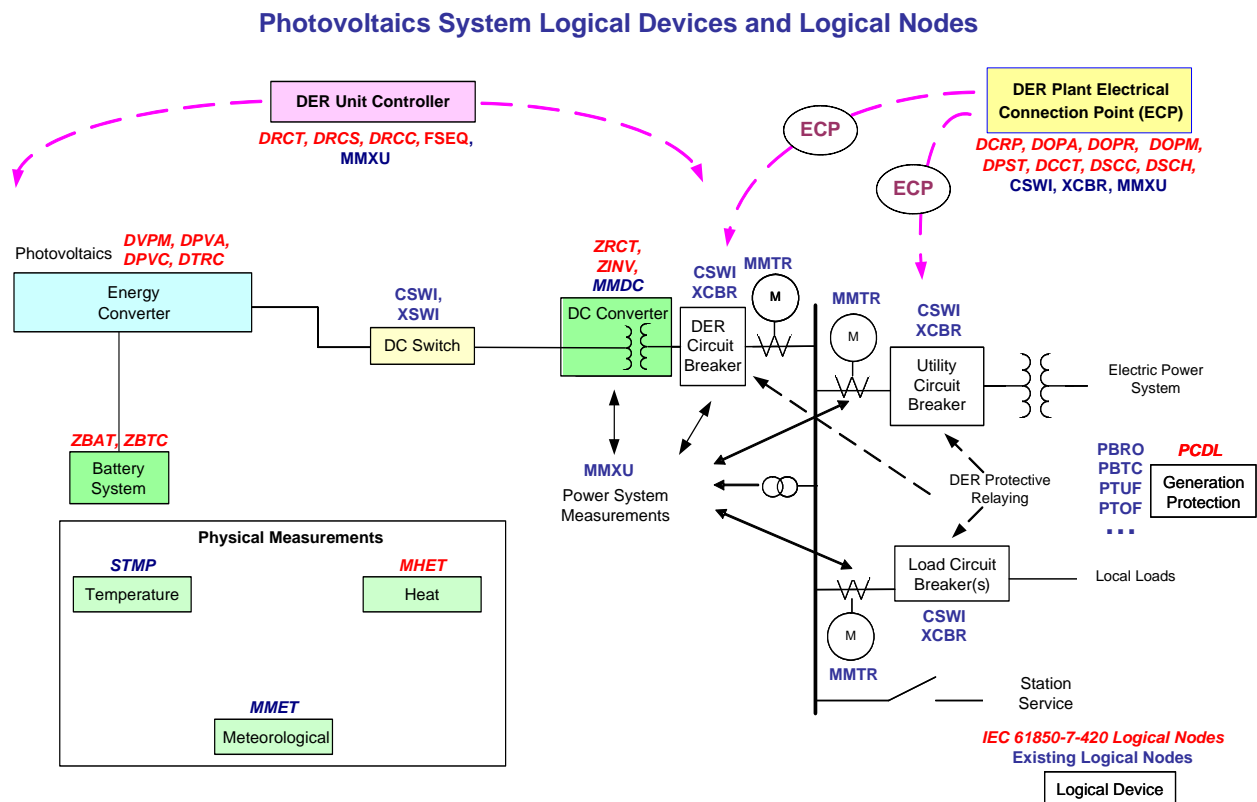 Photovoltaics System Logical Devices and Logical Nodes
DER Unit Controller
DRCT, DRCS, DRCC, FSEQ,
MMXU
ECP
DER Plant Electrical
Connection Point (ECP)
DCRP, DOPA, DOPR, DOPM,
DPST, DCCT, DSCC, DSCH,
CSWI, XCBR, MMXU
ECP
Photovoltaics
DVPM, DPVA,
DPVC, DTRC
Energy
Converter
CSWI,
XSWI
DC Switch
ZRCT,
ZINV,
MMDC
DC Converter
CSWI
XCBR
DER
Circuit
Breaker
MMTR
M
MMTR
M
CSWI
XCBR
Utility
Circuit
Breaker
Electric Power
System
ZBAT, ZBTC
Battery
System
MMXU
Power System
Measurements
DER Protective
Relaying
PBRO
PBTC
PTUF
PTOF
...
PCDL
Generation
Protection
Physical Measurements
STMP
Temperature
MHET
Heat
MMET
Meteorological
Load Circuit
Breaker(s)
CSWI
XCBR
Local Loads
M
MMTR
Station
Service
IEC 61850-7-420 Logical Nodes
Existing Logical Nodes
Logical Device